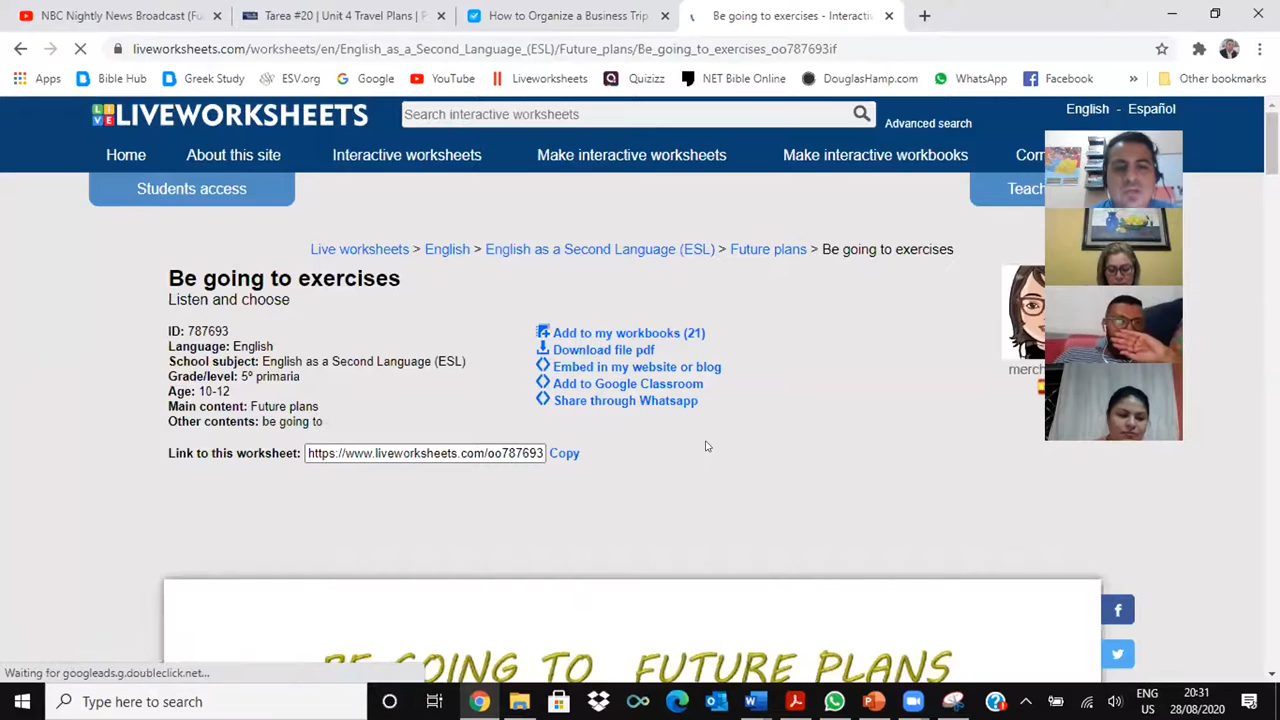 NBC Nightly News Broadcast (Fu
Tarea #20 | Unit 4 Travel Plans | P
How to Organize a Business Trip
Be going to exercises - Interactiv
liveworksheets.com/worksheets/en/English_as_a_Second_Language_(ESL)/Future_plans/Be_going_to_exercises_oo787693if
Apps
Bible Hub
Greek Study
ESV.org
Google
YouTube
Liveworksheets
Quizizz
NET Bible Online
DouglasHamp.com
WhatsApp
Facebook
»
Other bookmarks
LIVEWORKSHEETS
Search interactive worksheets
Advanced search
English - Español
Home
About this site
Interactive worksheets
Make interactive worksheets
Make interactive workbooks
Com
Students access
Teach
Live worksheets > English > English as a Second Language (ESL) > Future plans > Be going to exercises
Be going to exercises
Listen and choose
ID: 787693
Language: English
School subject: English as a Second Language (ESL)
Grade/level: 5º primaria
Age: 10-12
Main content: Future plans
Other contents: be going to
Add to my workbooks (21)
Download file pdf
Embed in my website or blog
Add to Google Classroom
Share through Whatsapp
merch
Link to this worksheet: https://www.liveworksheets.com/oo787693 Copy
BE GOING TO FUTURE PLANS
Waiting for googleads.g.doubleclick.net...
Type here to search
ENG
US
20:31
28/08/2020